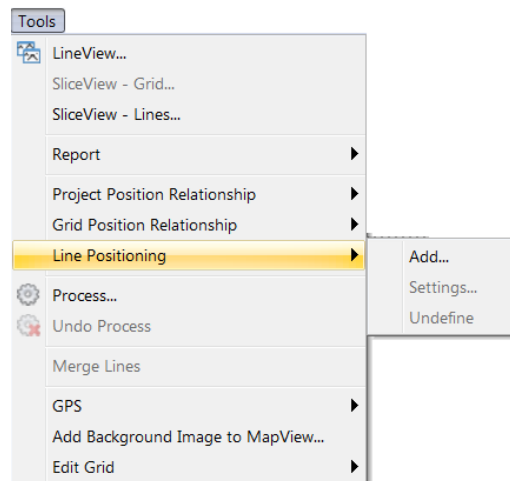 Tools
LineView...
SliceView - Grid...
SliceView - Lines...
Report
Project Position Relationship
Grid Position Relationship
Line Positioning
Add...
Settings...
Undefine
Process...
Undo Process
Merge Lines
GPS
Add Background Image to MapView...
Edit Grid